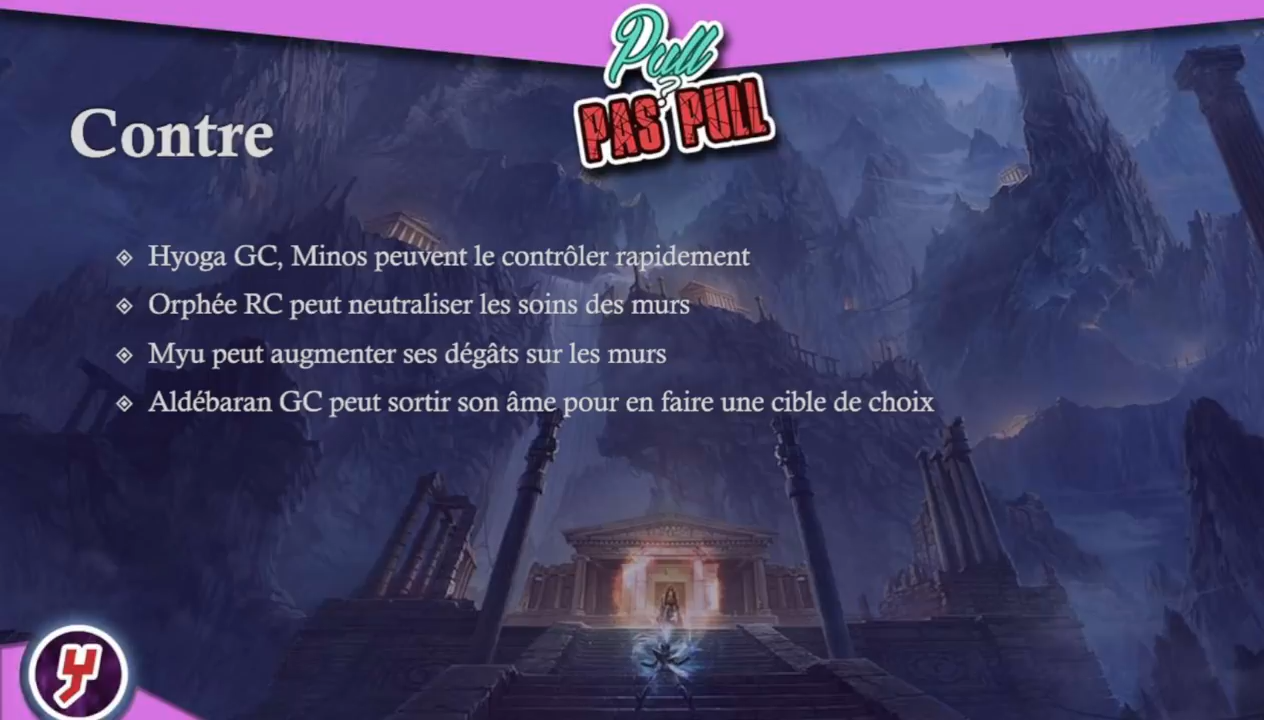 Pull
?
PAS PULL
Contre
Hyoga GC, Minos peuvent le contrôler rapidement
Orphée RC peut neutraliser les soins des murs
Myu peut augmenter ses dégâts sur les murs
Aldébaran GC peut sortir son âme pour en faire une cible de choix
Y